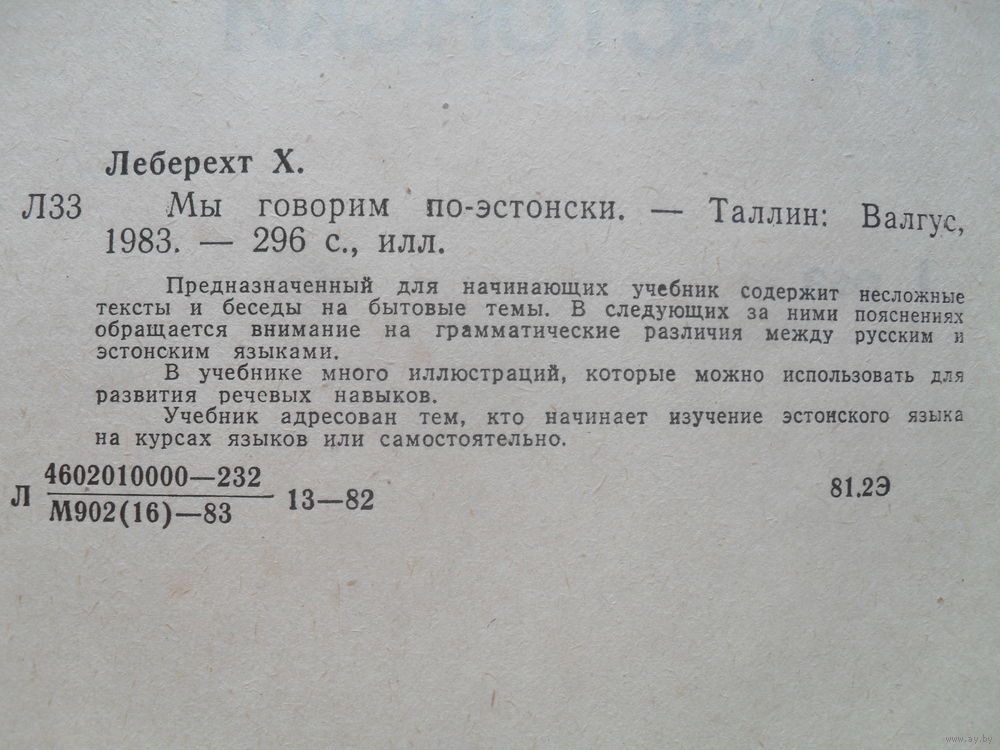 Леберехт Х.
Л33 Мы говорим по-эстонски. — Таллин: Валгус,
1983. — 296 с., илл.
Предназначенный для начинающих учебник содержит несложные
тексты и беседы на бытовые темы. В следующих за ними пояснениях
обращается внимание на грамматические различия между русским и
эстонским языками.
В учебнике много иллюстраций, которые можно использовать для
развития речевых навыков.
Учебник адресован тем, кто начинает изучение эстонского языка
на курсах языков или самостоятельно.
4602010000—232
Л М902(16)—83 13—82 81.2Э
www.ay.by